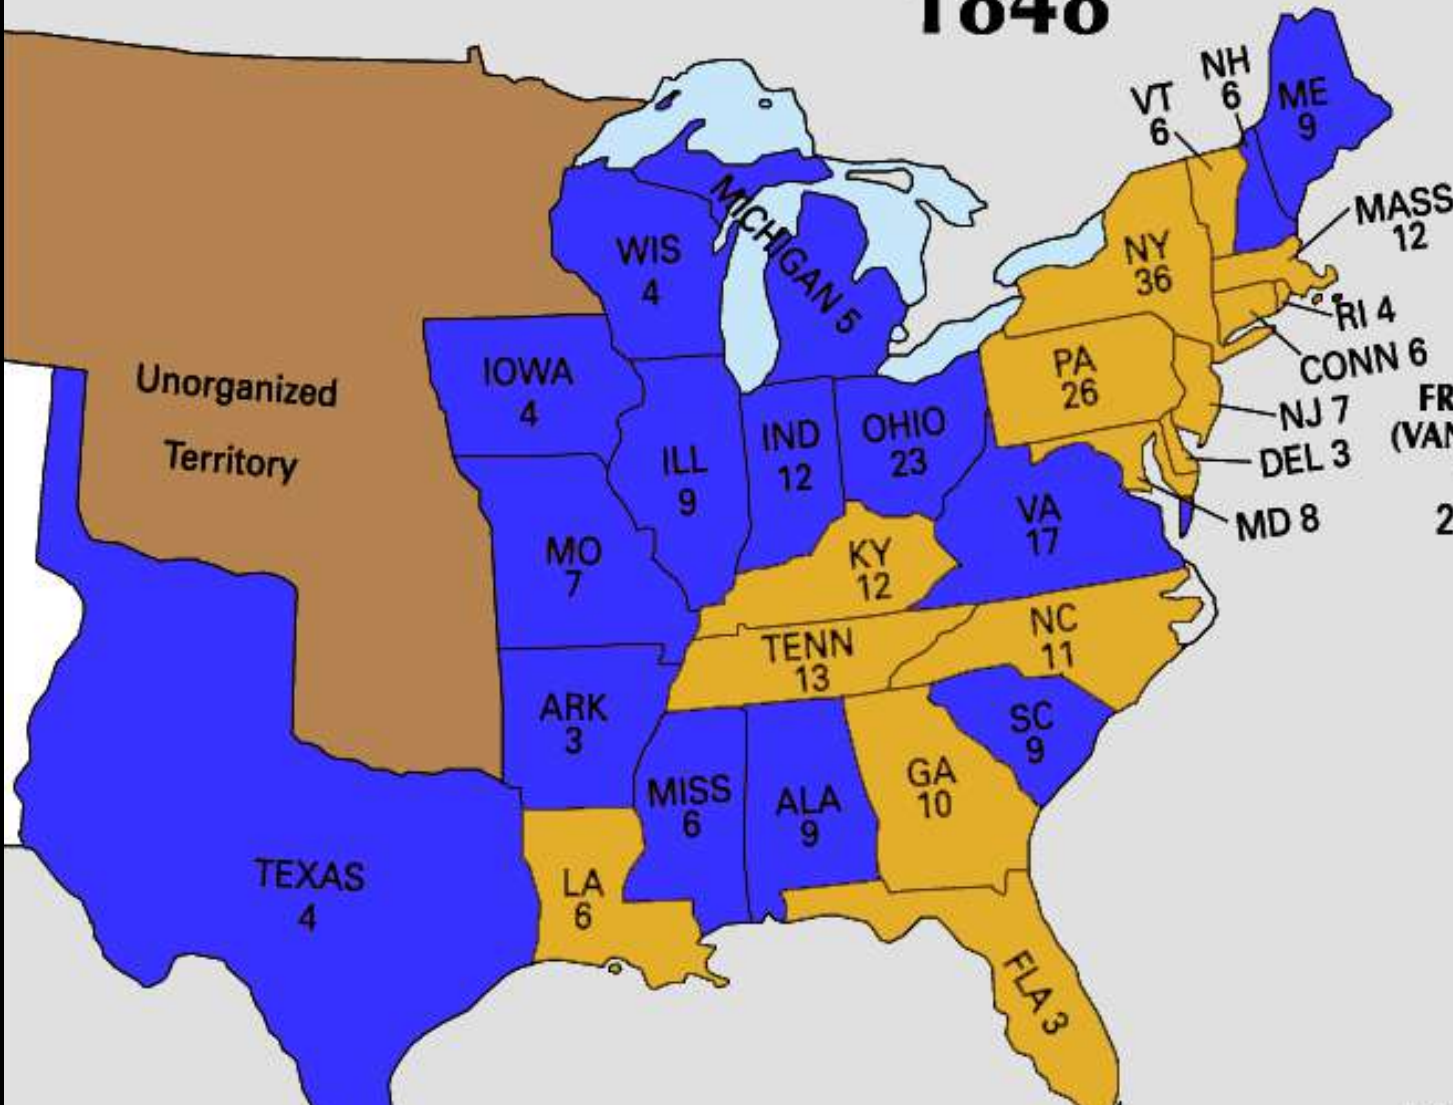 1848
NH
6
VT
6
ME
9
MASS
12
NY
36
RI 4
CONN 6
NJ 7
DEL 3
MD 8
FR
(VAN
2
WIS
4
MICHIGAN 5
Unorganized
Territory
IOWA
4
PA
26
ILL
9
IND
12
OHIO
23
MO
7
KY
12
VA
17
TENN
13
NC
11
ARK
3
SC
9
MISS
6
ALA
9
GA
10
TEXAS
4
LA
6
FLA 3